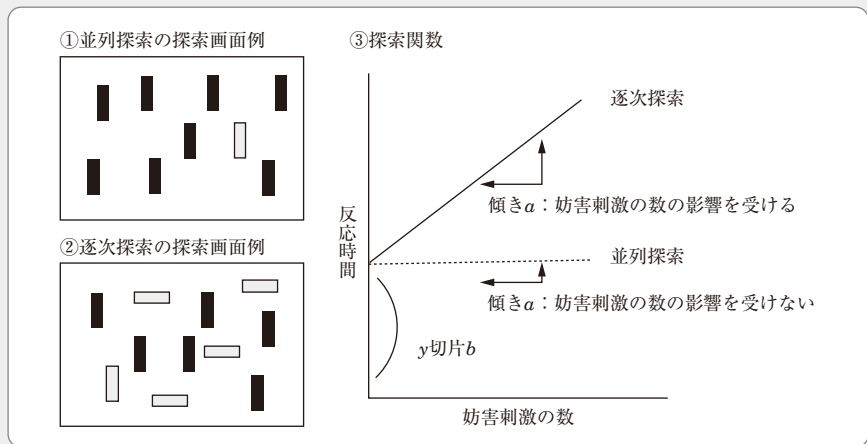 ①並列探索の探索画面例
②逐次探索の探索画面例
③探索関数
反応時間
逐次探索
傾きa：妨害刺激の数の影響を受ける
並列探索
傾きa：妨害刺激の数の影響を受けない
y切片b
妨害刺激の数